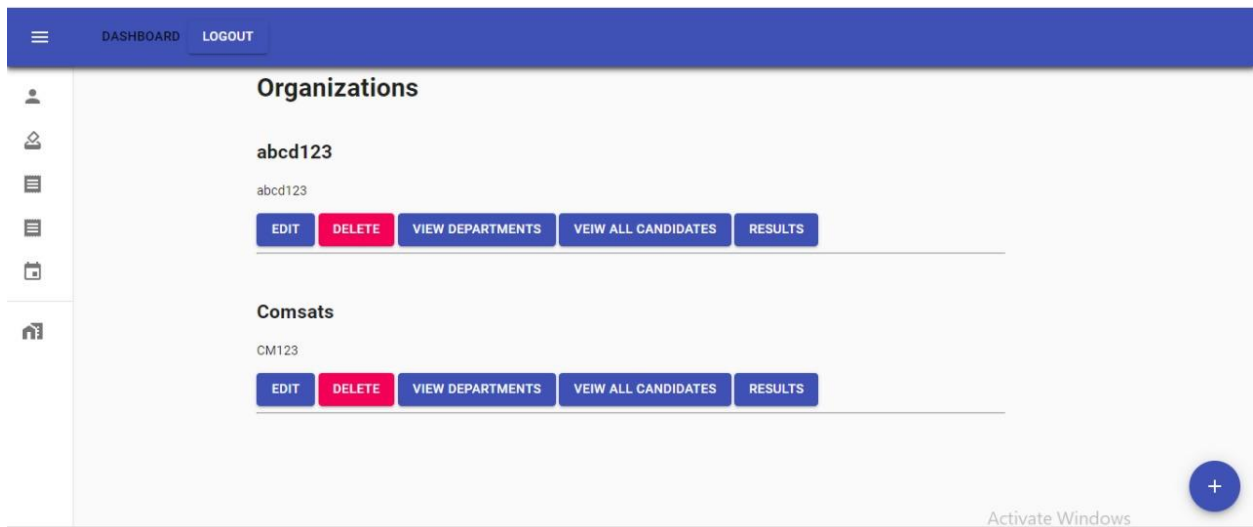 DASHBOARD LOGOUT
Organizations
abcd123
abcd123
EDIT DELETE VIEW DEPARTMENTS VEIW ALL CANDIDATES RESULTS
Comsats
CM123
EDIT DELETE VIEW DEPARTMENTS VEIW ALL CANDIDATES RESULTS
+
Activate Windows